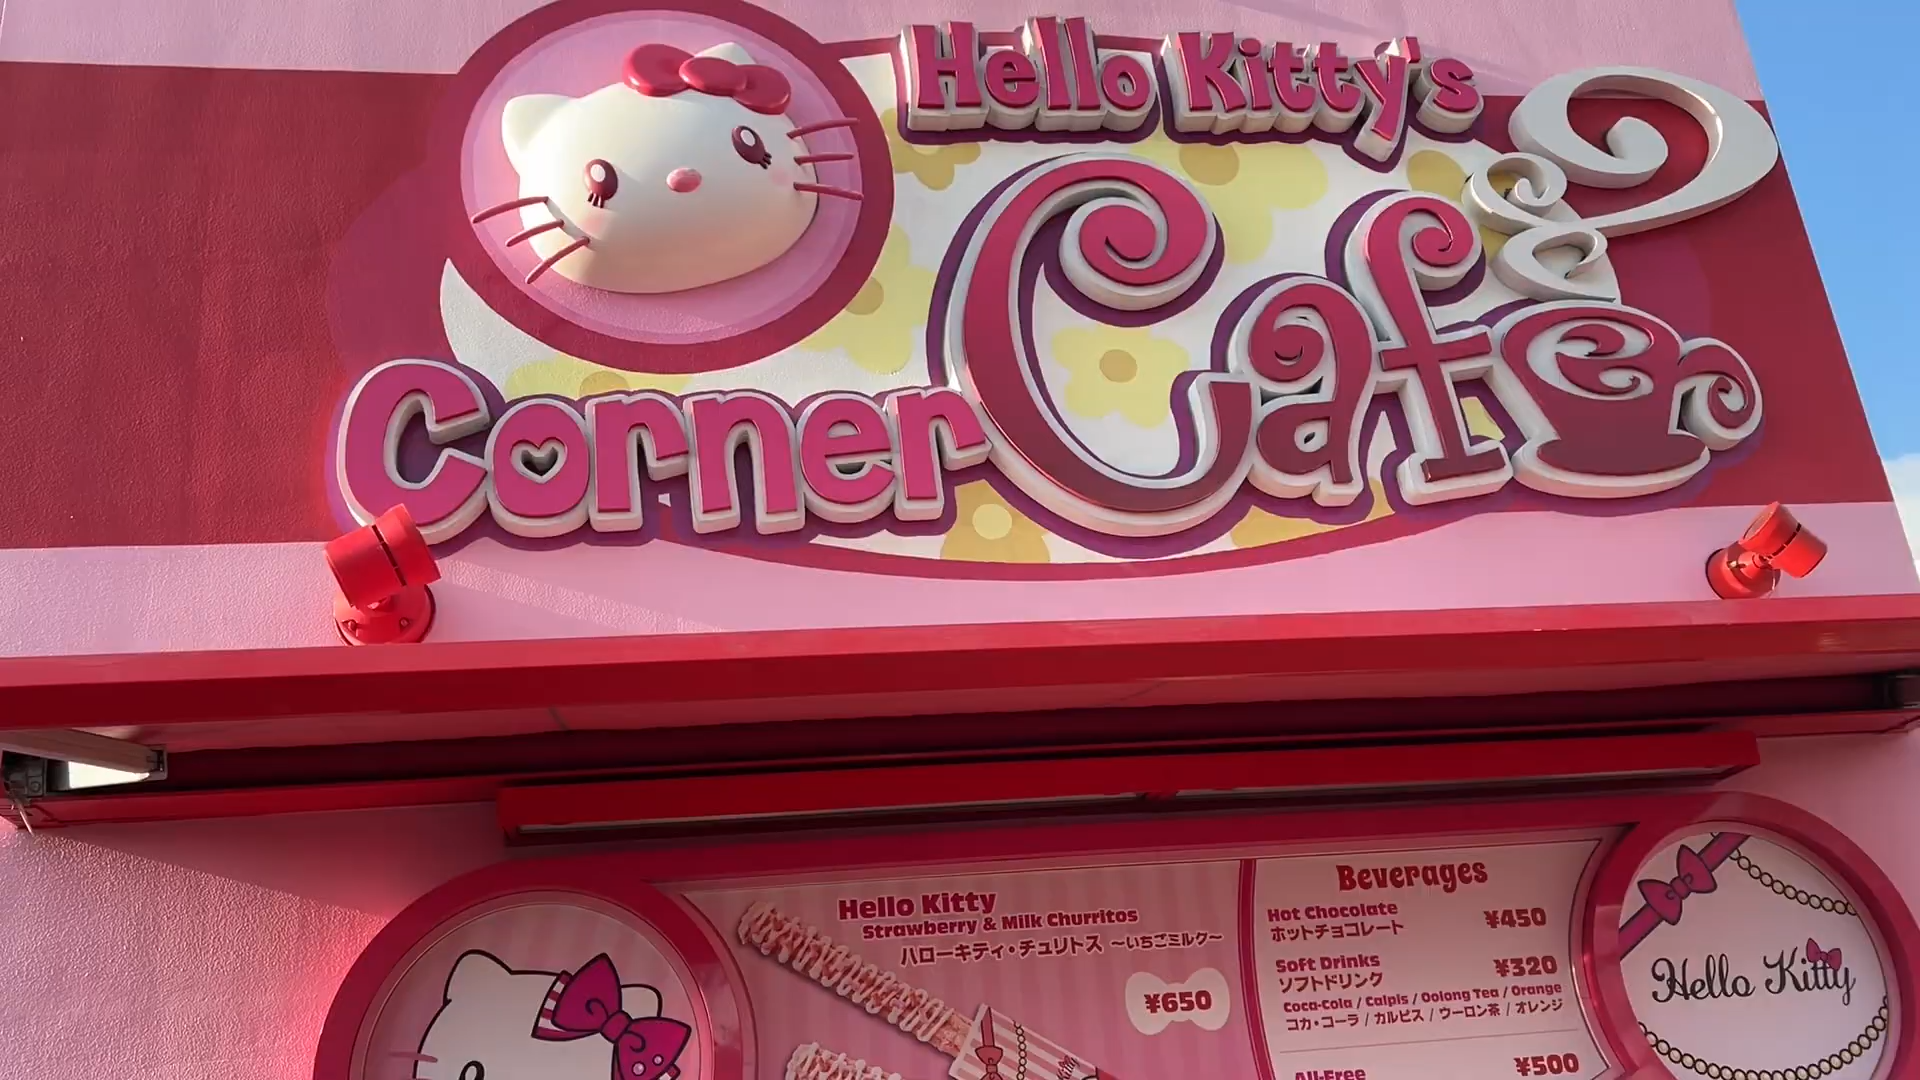 Hello Kitty's
Corner Cafe
Hello Kitty
Strawberry & Milk Churritos
ハローキティ・チュリトス ～いちごミルク～
¥650
Beverages
Hot Chocolate ¥450
ホットチョコレート
Soft Drinks ¥320
ソフトドリンク
Coca-Cola / Calpis / Oolong Tea / Orange
コカ・コーラ / カルピス / ウーロン茶 / オレンジ
All-Free ¥500
Hello Kitty